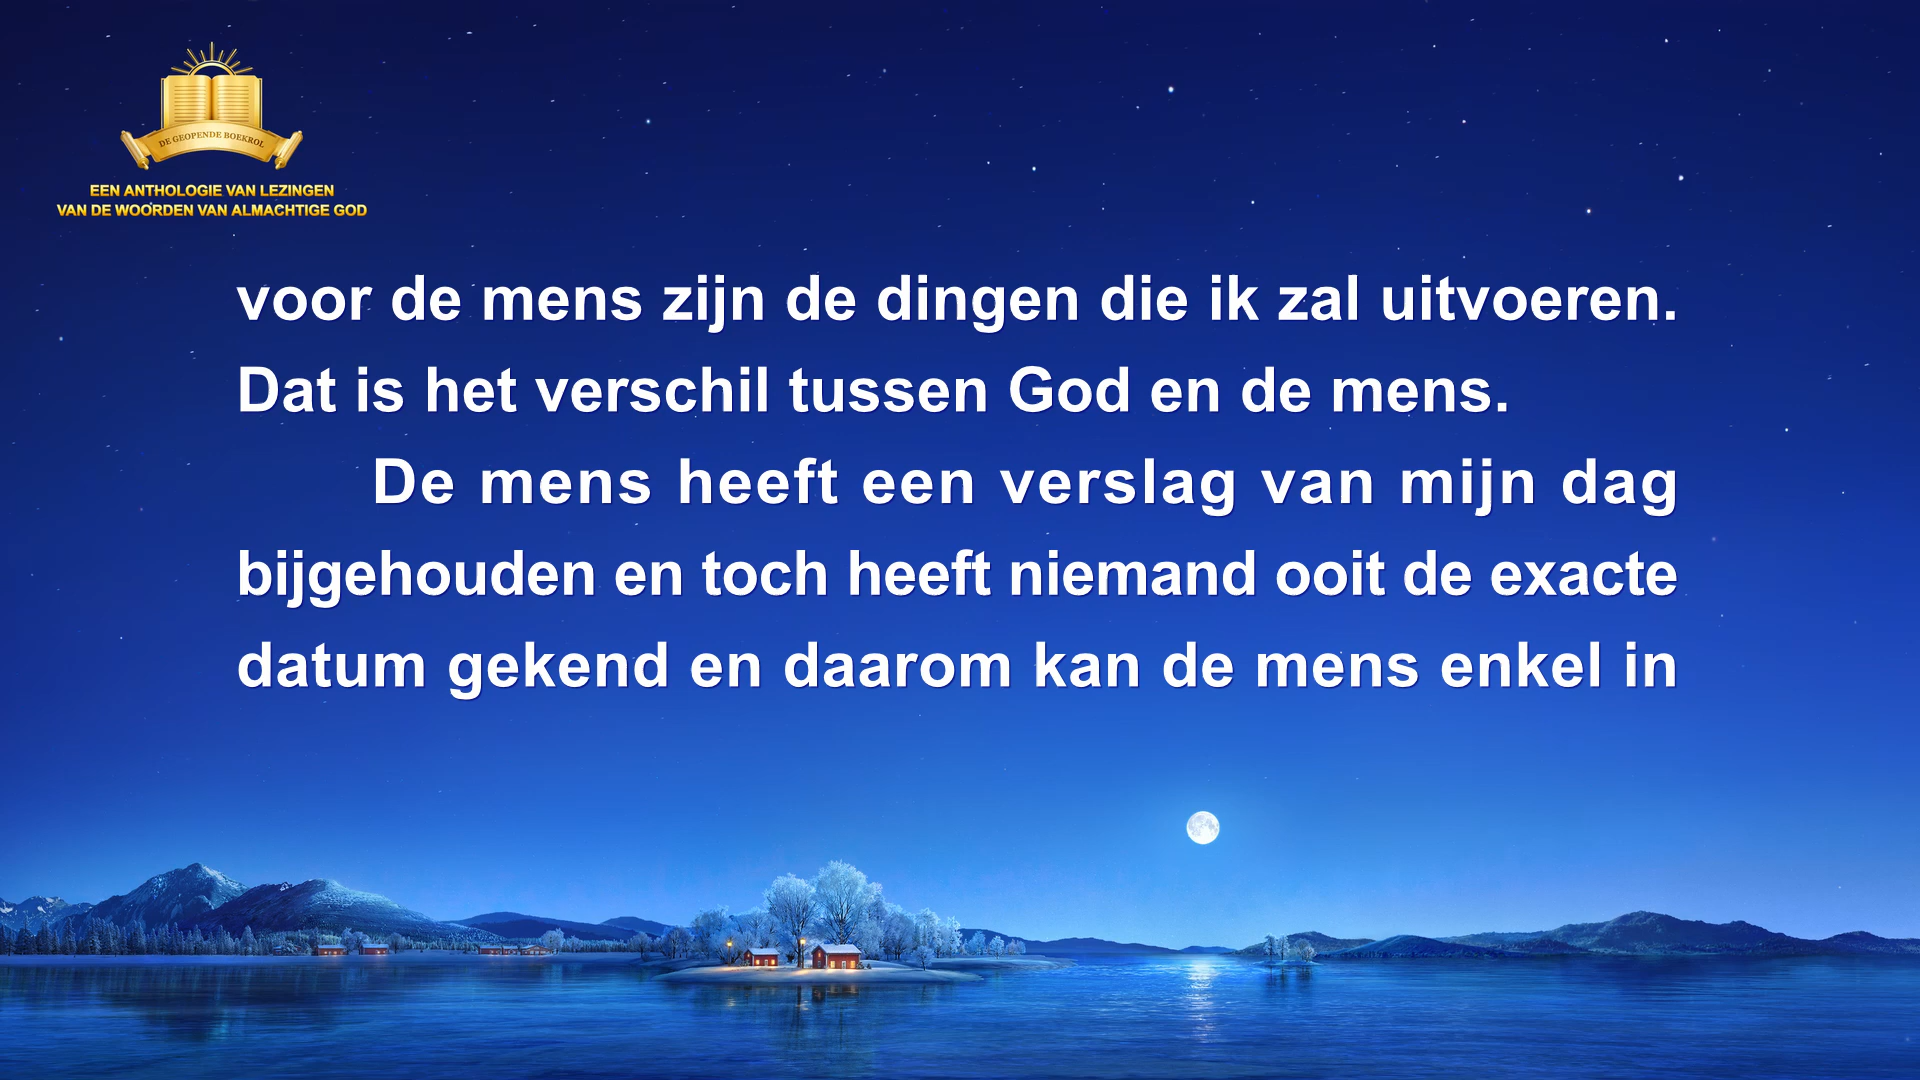 DE GEOPENDE BOEKROL
EEN ANTHOLOGIE VAN LEZINGEN
VAN DE WOORDEN VAN ALMACHTIGE GOD
voor de mens zijn de dingen die ik zal uitvoeren.
Dat is het verschil tussen God en de mens.
De mens heeft een verslag van mijn dag
bijgehouden en toch heeft niemand ooit de exacte
datum gekend en daarom kan de mens enkel in